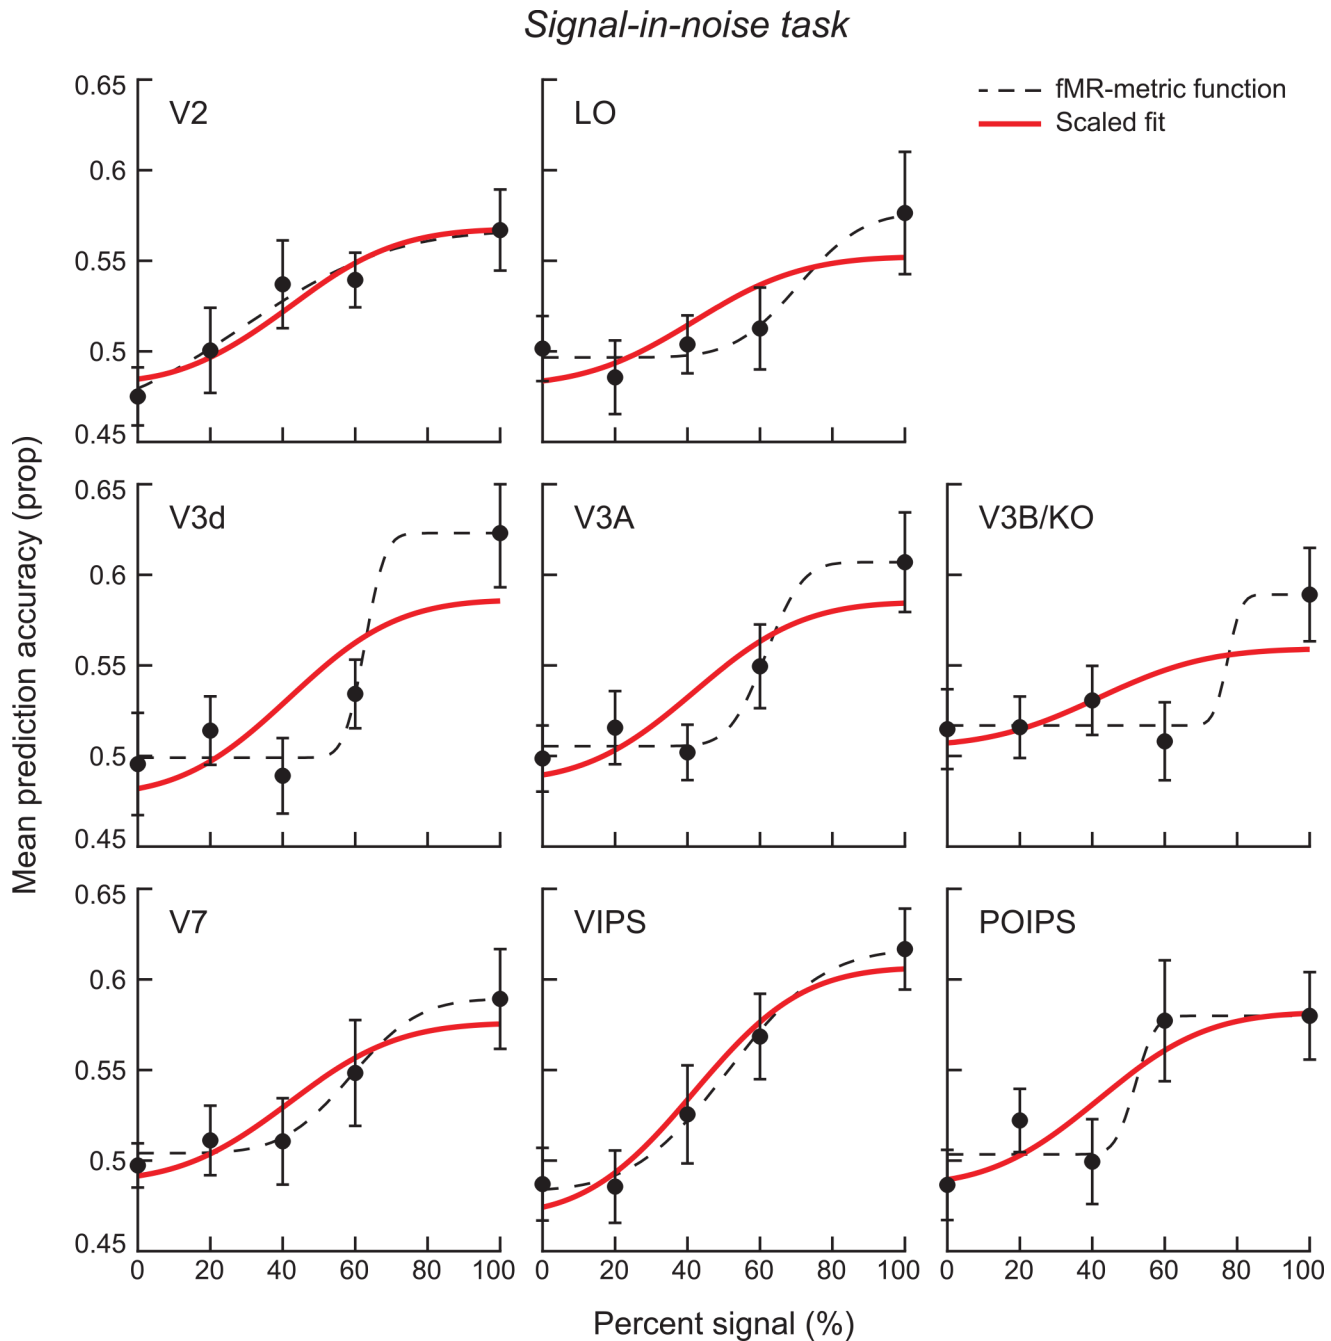 Signal-in-noise task
fMR-metric function
Scaled fit
Mean prediction accuracy (prop)
V2
0.65
0.6
0.55
0.5
0.45
LO
V3d
0.65
0.6
0.55
0.5
0.45
V3A
V3B/KO
V7
0.65
0.6
0.55
0.5
0.45
0 20 40 60 80 100
VIPS
0 20 40 60 80 100
POIPS
0 20 40 60 80 100
Percent signal (%)